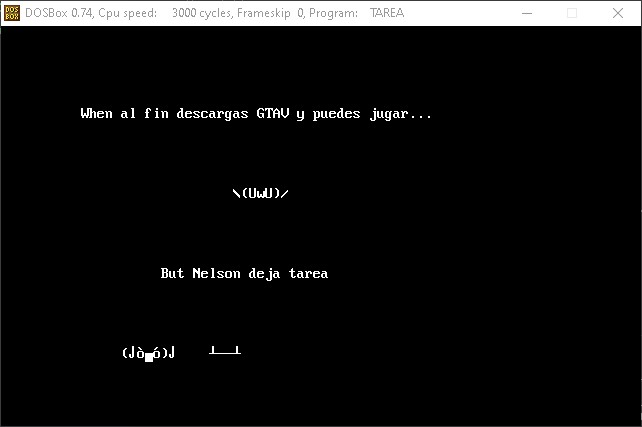 DOSBox 0.74, Cpu speed: 3000 cycles, Frameskip 0, Program: TAREA
When al fin descargas GTAV y puedes jugar...
\(UwU)/
But Nelson deja tarea
(╯ò▄ó)╯ ┴──┴